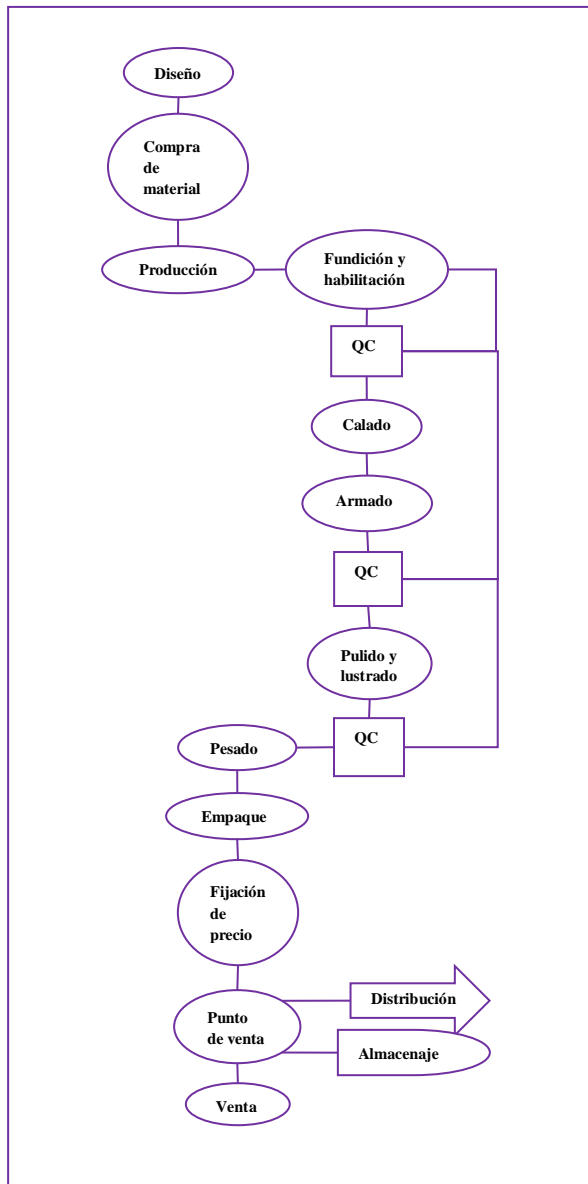 Diseño
Compra
de
material
Producción
Fundición y
habilitación
QC
Calado
Armado
QC
Pulido y
lustrado
QC
Pesado
Empaque
Fijación
de
precio
Punto
de venta
Distribución
Almacenaje
Venta